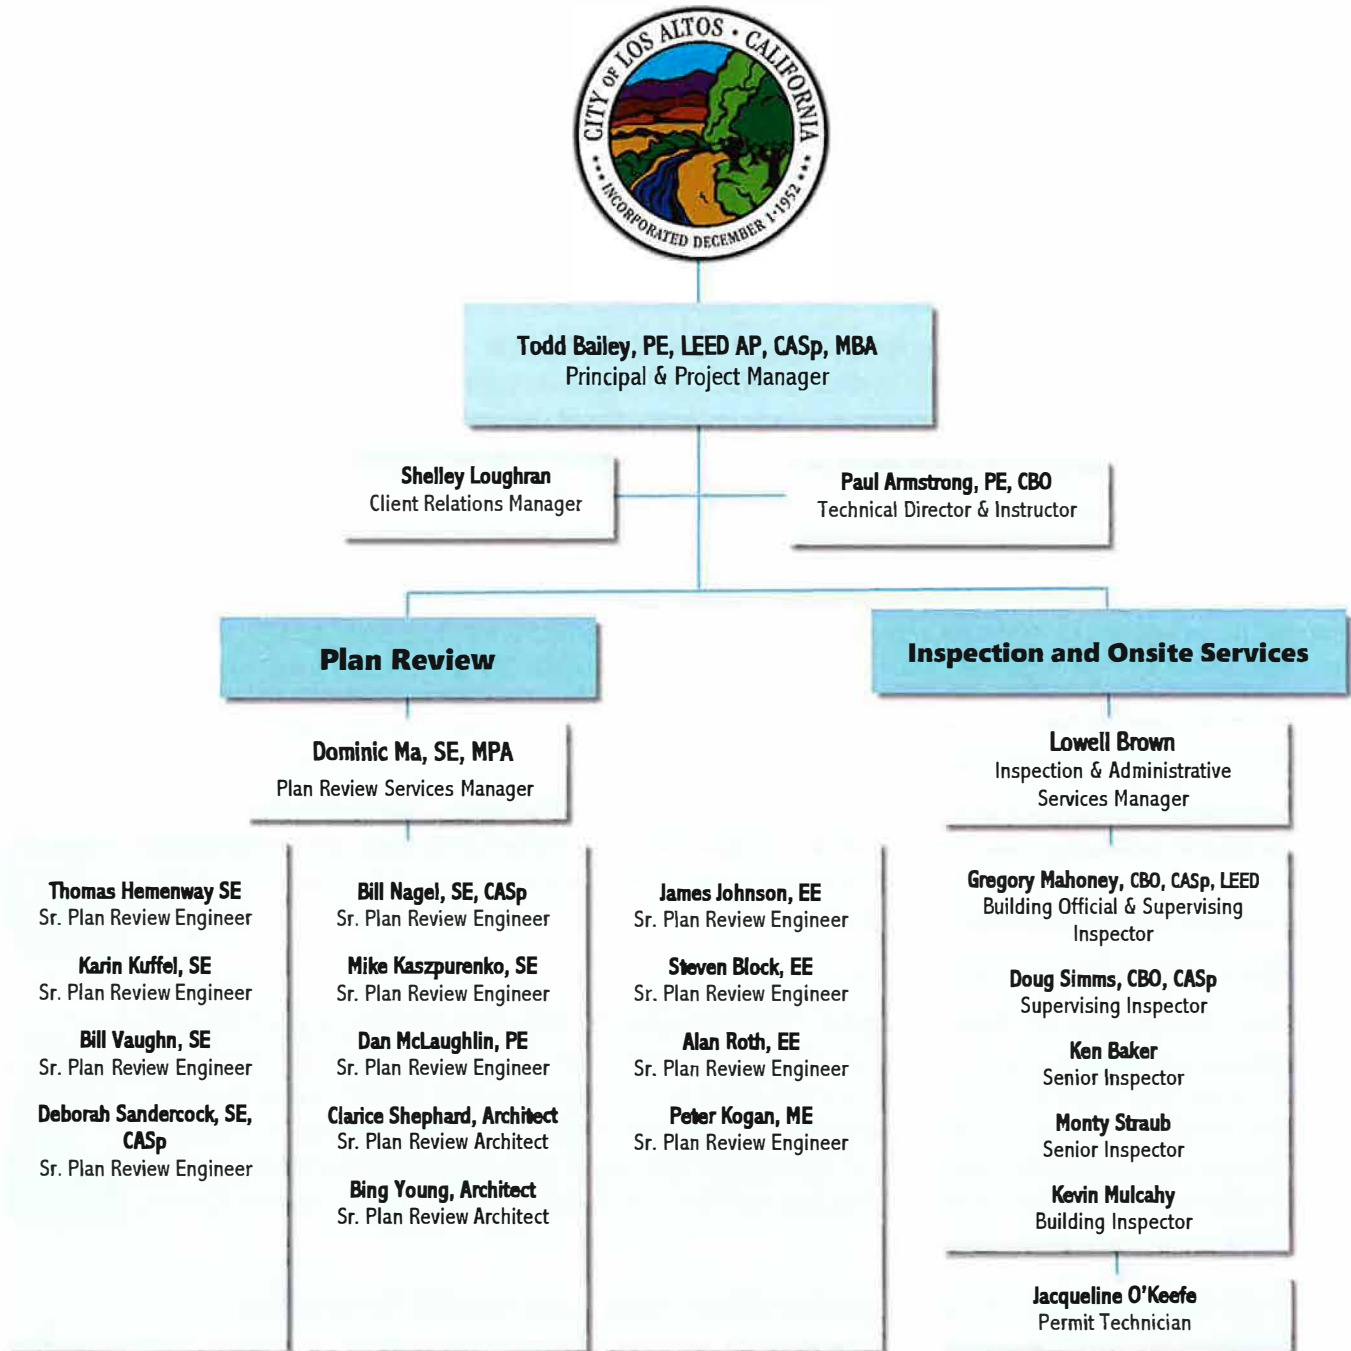 CITY OF LOS ALTOS • CALIFORNIA
••• INCORPORATED DECEMBER 1•1952 •••
Todd Bailey, PE, LEED AP, CASp, MBA
Principal & Project Manager
Shelley Loughran
Client Relations Manager
Paul Armstrong, PE, CBO
Technical Director & Instructor
Plan Review
Dominic Ma, SE, MPA
Plan Review Services Manager
Thomas Hemenway SE
Sr. Plan Review Engineer
Karin Kuffel, SE
Sr. Plan Review Engineer
Bill Vaughn, SE
Sr. Plan Review Engineer
Deborah Sandercock, SE,
CASp
Sr. Plan Review Engineer
Bill Nagel, SE, CASp
Sr. Plan Review Engineer
Mike Kaszpurenko, SE
Sr. Plan Review Engineer
Dan McLaughlin, PE
Sr. Plan Review Engineer
Clarice Shephard, Architect
Sr. Plan Review Architect
Bing Young, Architect
Sr. Plan Review Architect
James Johnson, EE
Sr. Plan Review Engineer
Steven Block, EE
Sr. Plan Review Engineer
Alan Roth, EE
Sr. Plan Review Engineer
Peter Kogan, ME
Sr. Plan Review Engineer
Inspection and Onsite Services
Lowell Brown
Inspection & Administrative
Services Manager
Gregory Mahoney, CBO, CASp, LEED
Building Official & Supervising
Inspector
Doug Simms, CBO, CASp
Supervising Inspector
Ken Baker
Senior Inspector
Monty Straub
Senior Inspector
Kevin Mulcahy
Building Inspector
Jacqueline O'Keefe
Permit Technician